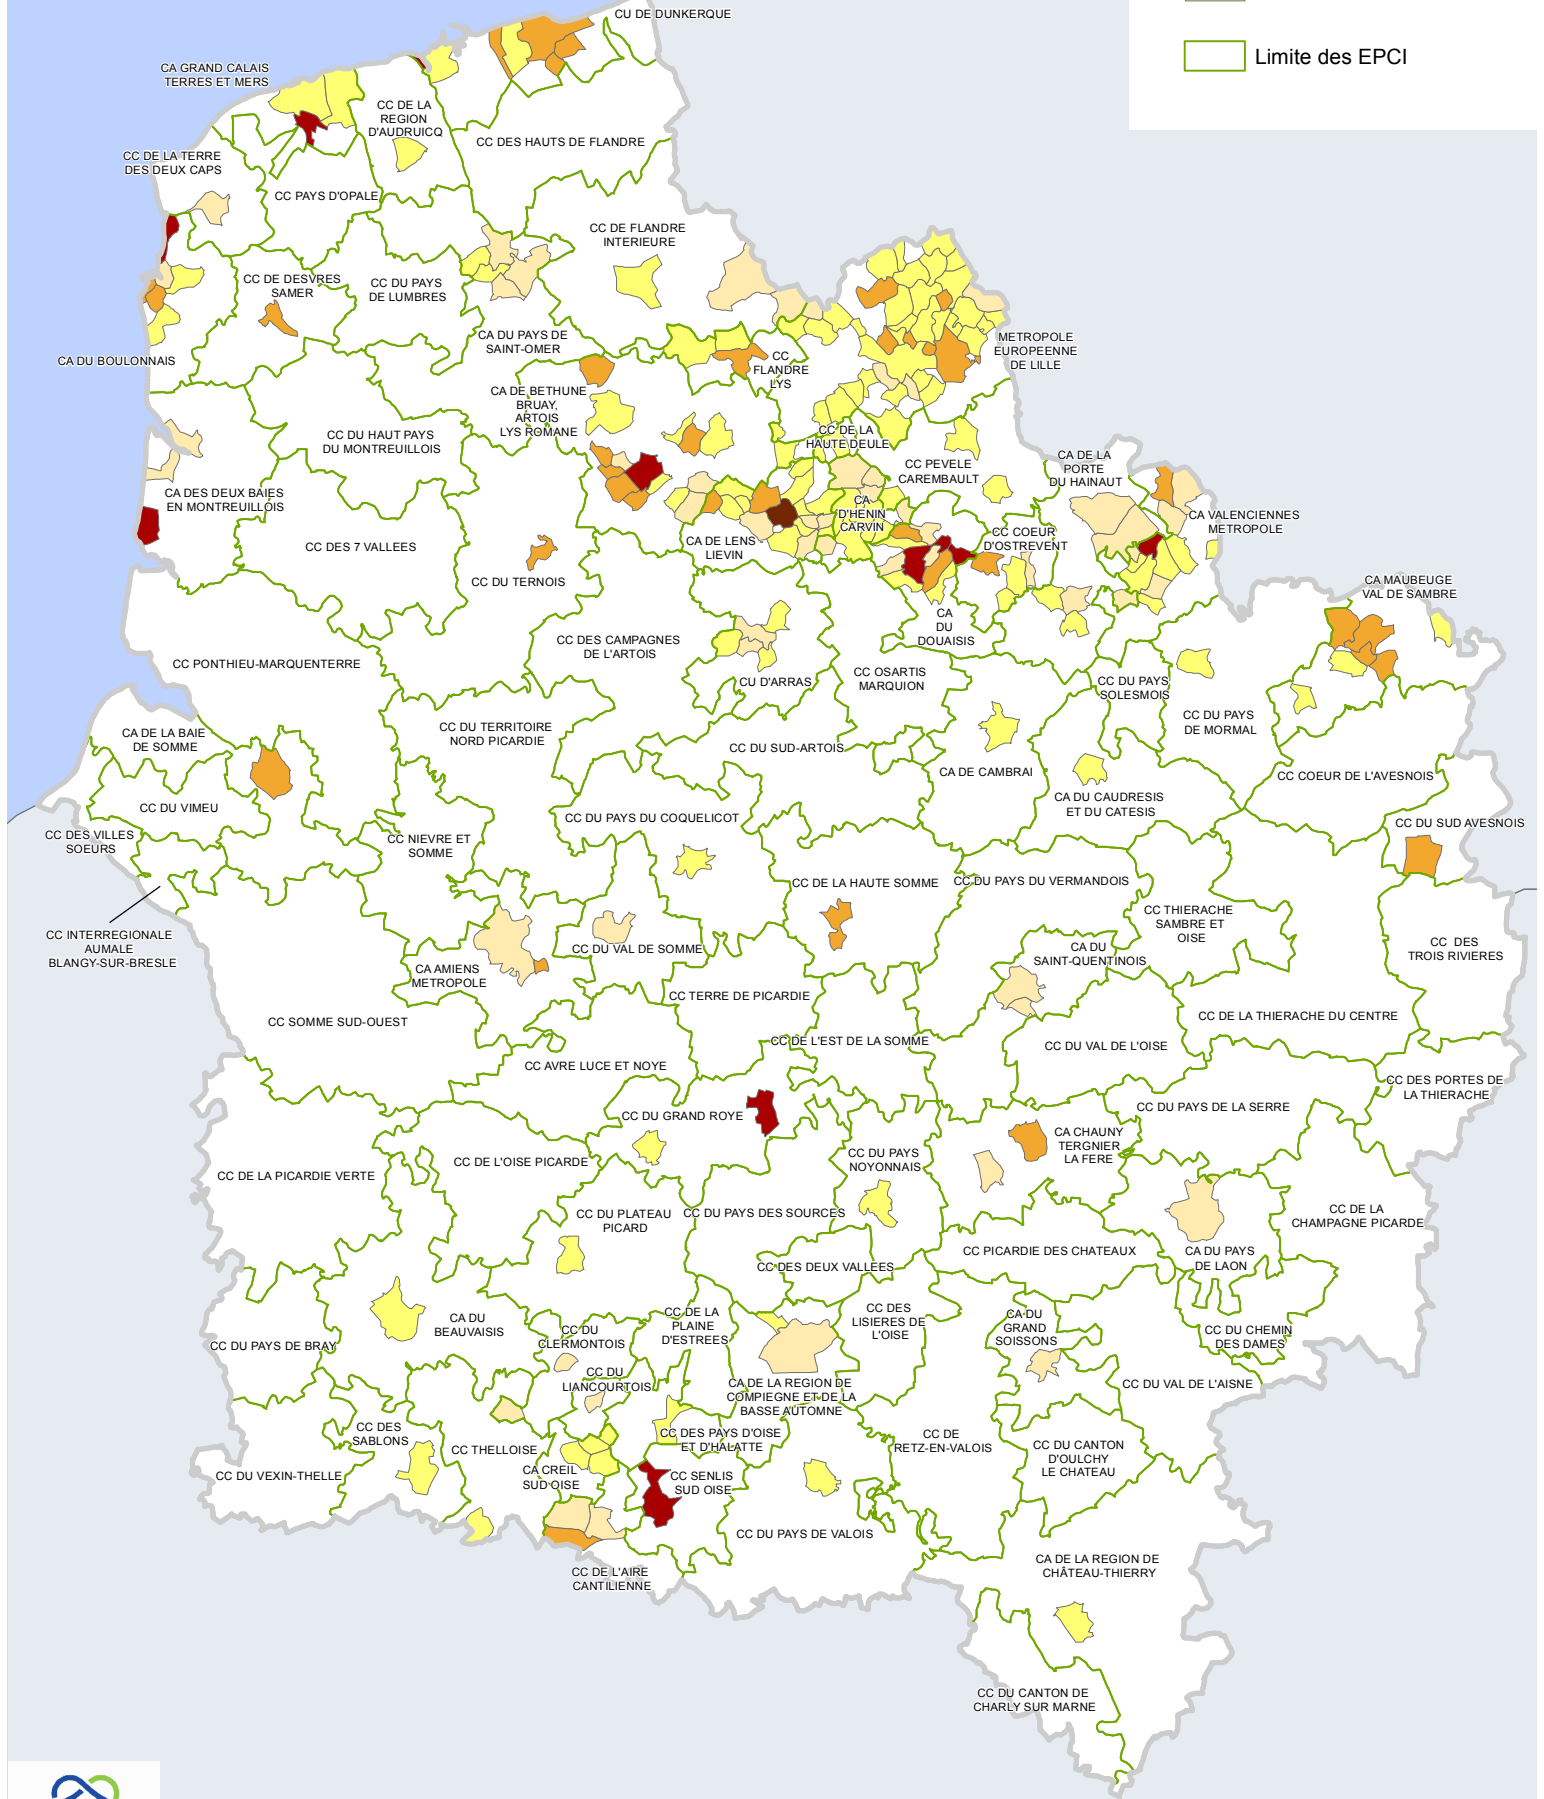 CU DE DUNKERQUE
Limite des EPCI
CA GRAND CALAIS
TERRES ET MERS
CC DE LA
REGION
D'AUDRUICQ
CC DES HAUTS DE FLANDRE
CC DE LA TERRE
DES DEUX CAPS
CC PAYS D'OPALE
CC DE FLANDRE
INTERIEURE
CC DE DESVRES
SAMER
CC DU PAYS
DE LUMBRES
CA DU PAYS DE
SAINT-OMER
CA DU BOULONNAIS
CC
FLANDRE
LYS
METROPOLE
EUROPEENNE
DE LILLE
CA DE BETHUNE
BRUAY,
ARTOIS
LYS ROMANE
CC DU HAUT PAYS
DU MONTREUILLOIS
CC DE LA
HAUTE DEULE
CC PEVELE
CAREMBAULT
CA DE LA
PORTE
DU HAINAUT
CA DES DEUX BAIES
EN MONTREUILLOIS
CA
D'HENIN
CARVIN
CA VALENCIENNES
METROPOLE
CC DES 7 VALLEES
CA DE LENS
LIEVIN
CC COEUR
D'OSTREVENT
CC DU TERNOIS
CA MAUBEUGE
VAL DE SAMBRE
CA
DU
DOUAISIS
CC DES CAMPAGNES
DE L'ARTOIS
CC PONTHIEU-MARQUENTERRE
CU D'ARRAS
CC OSARTIS
MARQUION
CC DU PAYS
SOLESMOIS
CC DU PAYS
DE MORMAL
CA DE LA BAIE
DE SOMME
CC DU TERRITOIRE
NORD PICARDIE
CC DU SUD-ARTOIS
CA DE CAMBRAI
CC COEUR DE L'AVESNOIS
CC DU VIMEU
CA DU CAUDRESIS
ET DU CATESIS
CC DU PAYS DU COQUELICOT
CC DU SUD AVESNOIS
CC DES VILLES
SOEURS
CC NIEVRE ET
SOMME
CC DE LA HAUTE SOMME
CC DU PAYS DU VERMANDOIS
CC THIERACHE
SAMBRE ET
OISE
CC INTERREGIONALE
AUMALE
BLANGY-SUR-BRESLE
CC DU VAL DE SOMME
CA DU
SAINT-QUENTINOIS
CC DES
TROIS RIVIERES
CA AMIENS
METROPOLE
CC TERRE DE PICARDIE
CC SOMME SUD-OUEST
CC DE LA THIERACHE DU CENTRE
CC DE L'EST DE LA SOMME
CC DU VAL DE L'OISE
CC AVRE LUCE ET NOYE
CC DES PORTES DE
LA THIERACHE
CC DU GRAND ROYE
CC DU PAYS DE LA SERRE
CA CHAUNY
TERGNIER
LA FERE
CC DE LA PICARDIE VERTE
CC DE L'OISE PICARDE
CC DU PAYS
NOYONNAIS
CC DU PLATEAU
PICARD
CC DU PAYS DES SOURCES
CC DE LA
CHAMPAGNE PICARDE
CC PICARDIE DES CHATEAUX
CA DU PAYS
DE LAON
CC DES DEUX VALLEES
CA DU
BEAUVAISIS
CC DE LA
PLAINE
D'ESTREES
CC DES
LISIERES DE
L'OISE
CA DU
GRAND
SOISSONS
CC DU CHEMIN
DES DAMES
CC DU PAYS DE BRAY
CC DU
CLERMONTOIS
CC DU
LIANCOURTOIS
CA DE LA REGION DE
COMPIEGNE ET DE LA
BASSE AUTOMNE
CC DU VAL DE L'AISNE
CC DES
SABLONS
CC THELLOISE
CC DES PAYS D'OISE
ET D'HALATTE
CC DE
RETZ-EN-VALOIS
CC DU CANTON
D'OULCHY
LE CHATEAU
CC DU VEXIN-THELLE
CA CREIL
SUD OISE
CC SENLIS
SUD OISE
CC DU PAYS DE VALOIS
CC DE L'AIRE
CANTILIENNE
CA DE LA REGION DE
CHÂTEAU-THIERRY
CC DU CANTON DE
CHARLY SUR MARNE